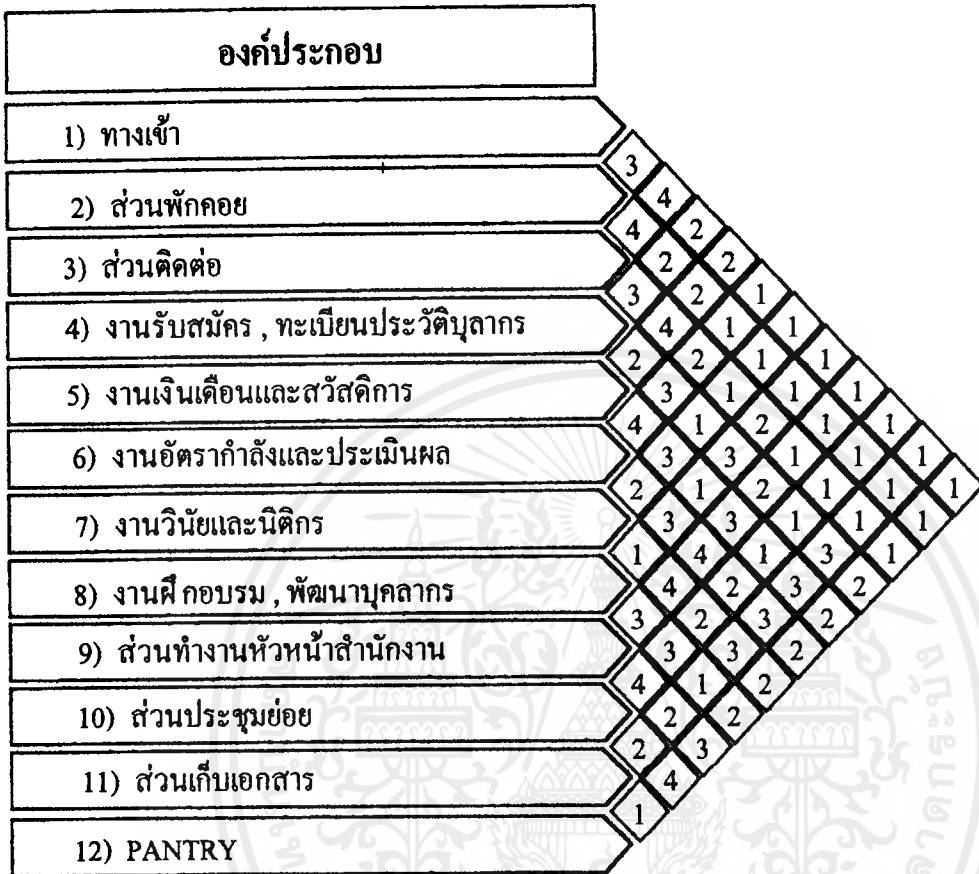 องค์ประกอบ
1) ทางเข้า
2) ส่วนพักคอย
3) ส่วนติดต่อ
4) งานรับสมัคร , ทะเบียนประวัติบุลากร
5) งานเงินเดือนและสวัสดิการ
6) งานอัตรากำลังและประเมินผล
7) งานวินัยและนิติกร
8) งานฝึกอบรม , พัฒนาบุคลากร
9) ส่วนทำงานหัวหน้าสำนักงาน
10) ส่วนประชุมย่อย
11) ส่วนเก็บเอกสาร
12) PANTRY
3
4
4 2
2 2
3 2 1
4 1 1
2 2 1 1
3 1 1 1
4 1 2 1 1
3 3 1 1 1
2 1 2 1 1 1
3 3 1 1 1
1 4 1 3 1
4 2 3 2
3 2 3 2
3 3 2
4 1 2
2 2
2 3
4
1